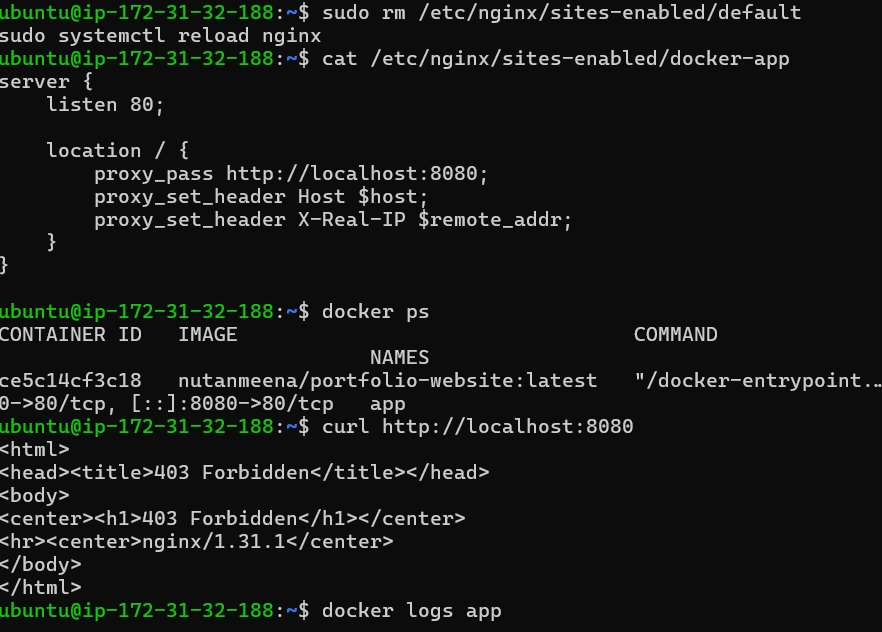 ubuntu@ip-172-31-32-188:~$ sudo rm /etc/nginx/sites-enabled/default
sudo systemctl reload nginx
ubuntu@ip-172-31-32-188:~$ cat /etc/nginx/sites-enabled/docker-app
server {
    listen 80;

    location / {
        proxy_pass http://localhost:8080;
        proxy_set_header Host $host;
        proxy_set_header X-Real-IP $remote_addr;
    }
}

ubuntu@ip-172-31-32-188:~$ docker ps
CONTAINER ID   IMAGE                                 COMMAND
                               NAMES
ce5c14cf3c18   nutanmeena/portfolio-website:latest   "/docker-entrypoint.…
0->80/tcp, [::]:8080->80/tcp   app
ubuntu@ip-172-31-32-188:~$ curl http://localhost:8080
<html>
<head><title>403 Forbidden</title></head>
<body>
<center><h1>403 Forbidden</h1></center>
<hr><center>nginx/1.31.1</center>
</body>
</html>
ubuntu@ip-172-31-32-188:~$ docker logs app